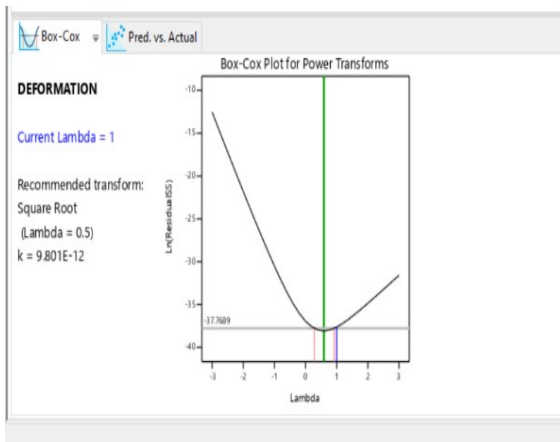 Box-Cox
Pred. vs. Actual
Box-Cox Plot for Power Transforms
DEFORMATION
Current Lambda = 1
Recommended transform:
Square Root
(Lambda = 0.5)
k = 9.801E-12
Ln(ResidualSS)
-10
-15
-20
-25
-30
-35
-37.7689
-40
-3 -2 -1 0 1 2 3
Lambda